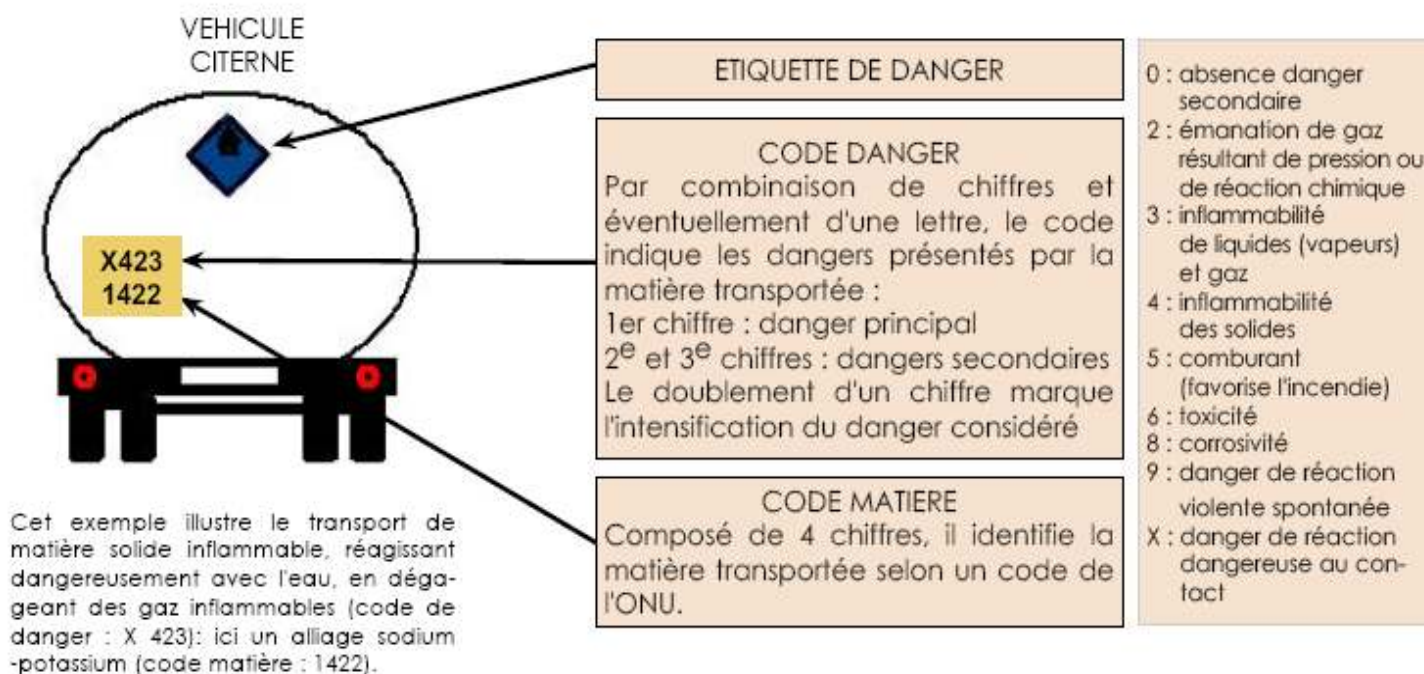 VEHICULE
CITERNE
X423
1422
Cet exemple illustre le transport de
matière solide inflammable, réagissant
dangereusement avec l'eau, en déga-
geant des gaz inflammables (code de
danger : X 423): ici un alliage sodium
-potassium (code matière : 1422).
ETIQUETTE DE DANGER
CODE DANGER
Par combinaison de chiffres et
éventuellement d'une lettre, le code
indique les dangers présentés par la
matière transportée :
1er chiffre : danger principal
2e et 3e chiffres : dangers secondaires
Le doublement d'un chiffre marque
l'intensification du danger considéré
CODE MATIERE
Composé de 4 chiffres, il identifie la
matière transportée selon un code de
l'ONU.
0 : absence danger
secondaire
2 : émanation de gaz
résultant de pression ou
de réaction chimique
3 : inflammabilité
de liquides (vapeurs)
et gaz
4 : inflammabilité
des solides
5 : comburant
(favorise l'incendie)
6 : toxicité
8 : corrosivité
9 : danger de réaction
violente spontanée
X : danger de réaction
dangereuse au con-
tact